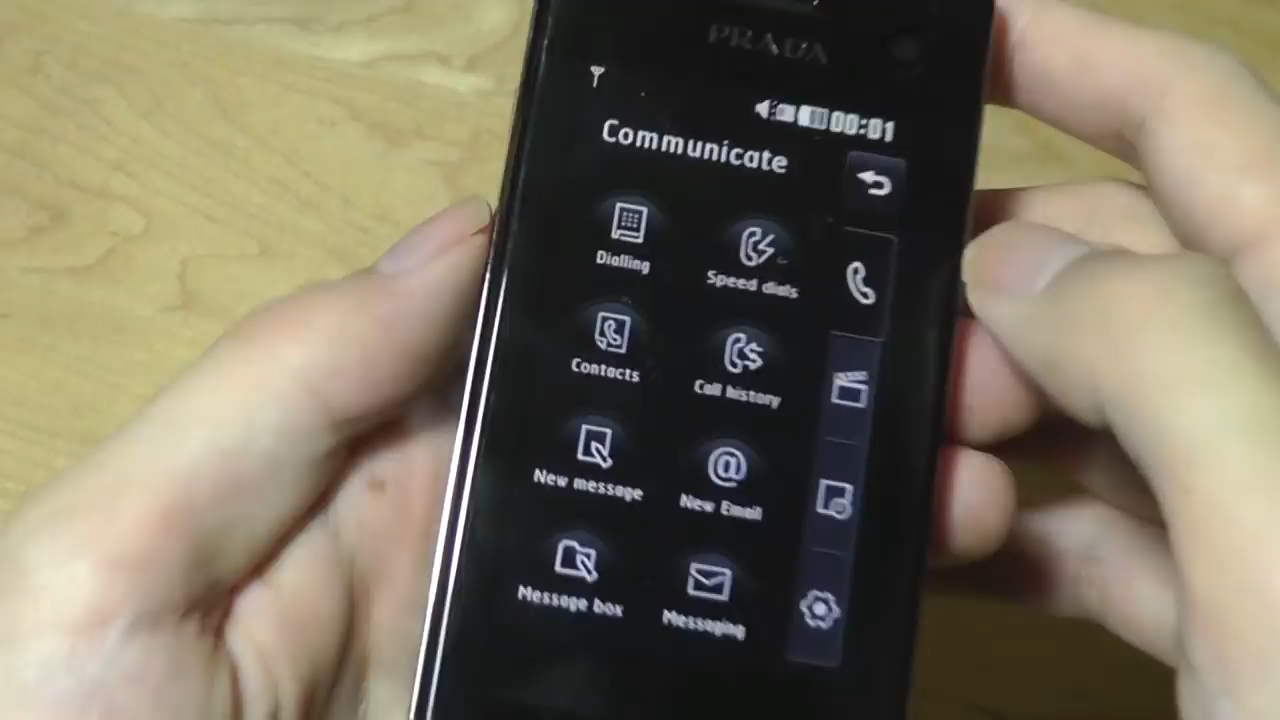 PRADA
00:01
Communicate
Dialling
Speed dials
Contacts
Call history
New message
New Email
Message box
Messaging